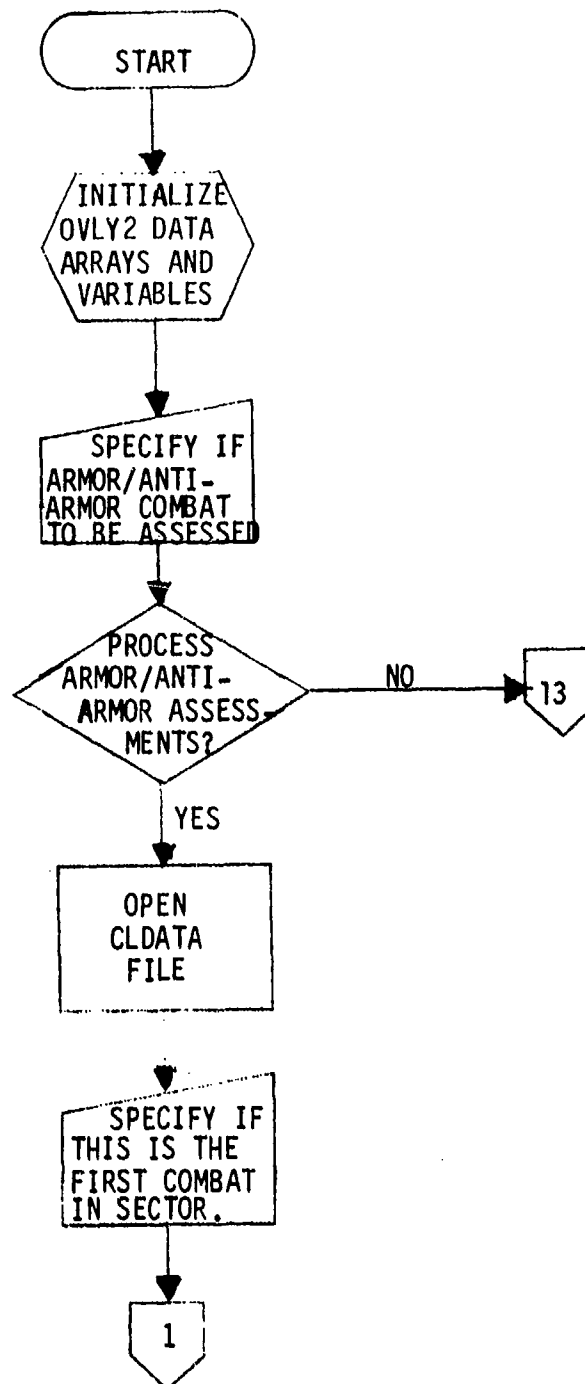 START
INITIALIZE
OVLY2 DATA
ARRAYS AND
VARIABLES
SPECIFY IF
ARMOR/ANTI-
ARMOR COMBAT
TO BE ASSESSED
PROCESS
ARMOR/ANTI-
ARMOR ASSESS-
MENTS?
NO
13
YES
OPEN
CLDATA
FILE
SPECIFY IF
THIS IS THE
FIRST COMBAT
IN SECTOR.
1